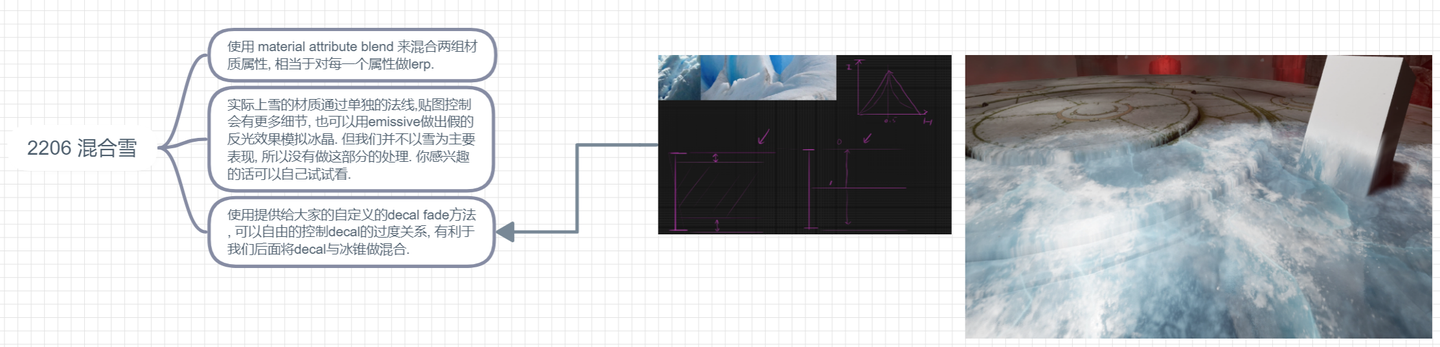 2206 混合雪
使用 material attribute blend 来混合两组材
质属性, 相当于对每一个属性做lerp.
实际上雪的材质通过单独的法线,贴图控制
会有更多细节, 也可以用emissive做出假的
反光效果模拟冰晶. 但我们并不以雪为主要
表现, 所以没有做这部分的处理. 你感兴趣
的话可以自己试试看.
使用提供给大家的自定义的decal fade方法
, 可以自由的控制decal的过度关系, 有利于
我们后面将decal与冰锥做混合.